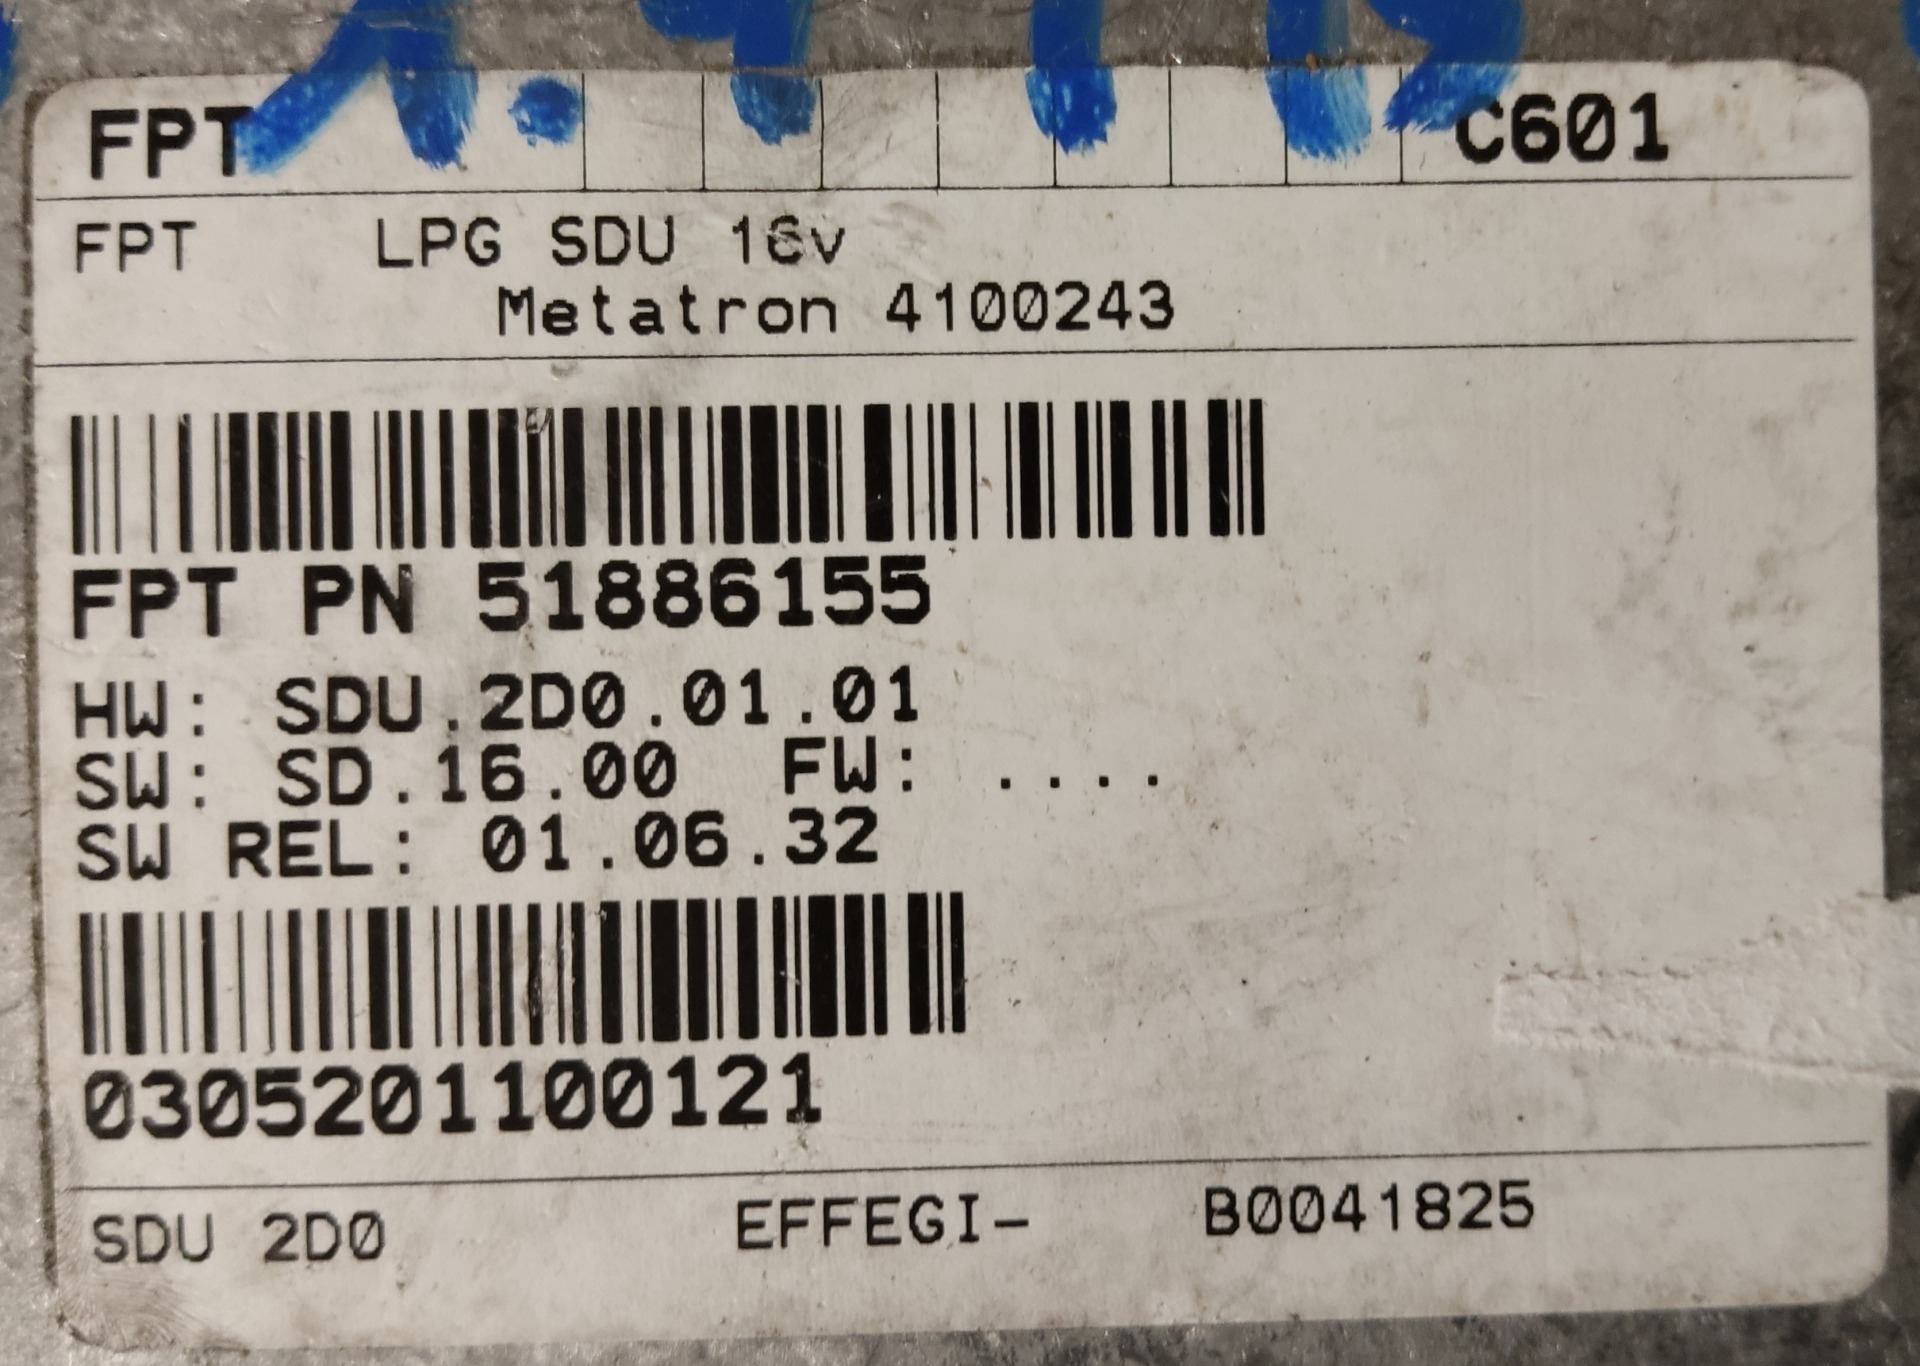 FPT C601
FPT LPG SDU 16v
Metatron 4100243
FPT PN 51886155
HW: SDU.2D0.01.01
SW: SD.16.00 FW: ....
SW REL: 01.06.32
0305201100121
SDU 2D0 EFFEGI- B0041825